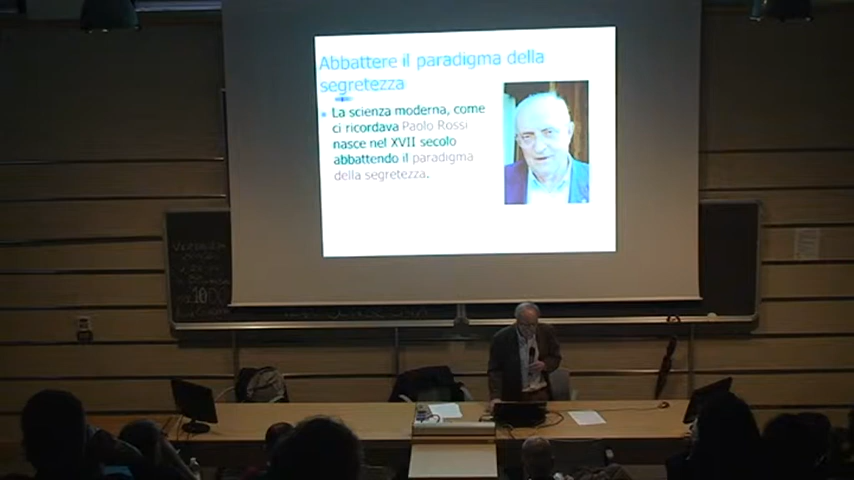 Abbattere il paradigma della
segretezza
La scienza moderna, come
ci ricordava Paolo Rossi
nasce nel XVII secolo
abbattendo il paradigma
della segretezza.